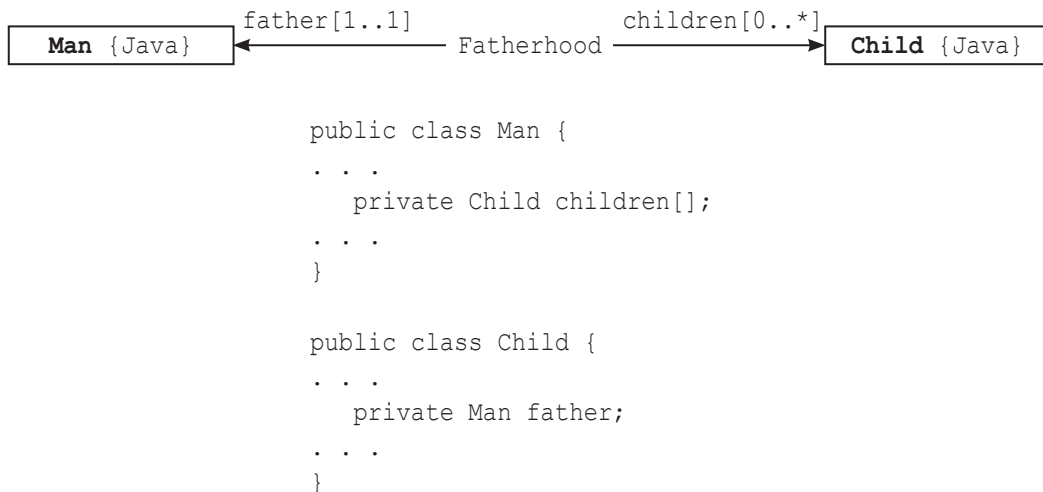 father[1..1] children[0..*]
Man {Java} Fatherhood Child {Java}
public class Man {
. . .
private Child children[];
. . .
}
public class Child {
. . .
private Man father;
. . .
}